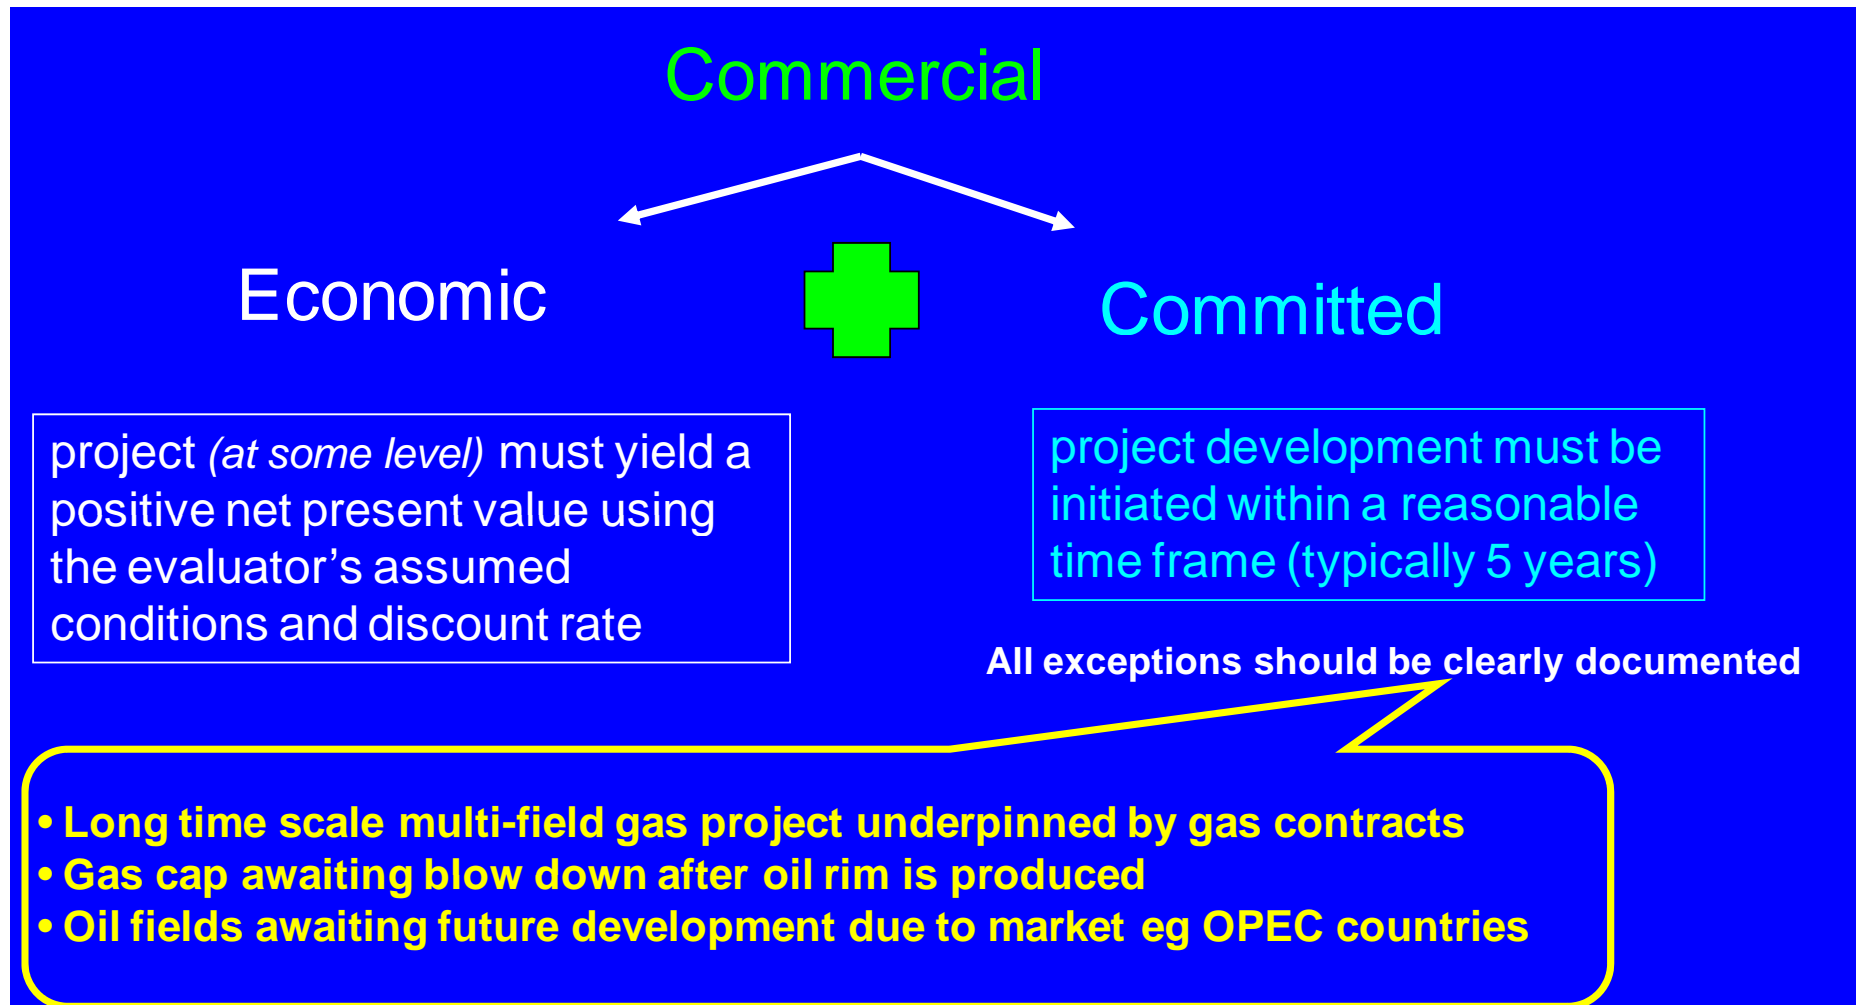 Commercial
Economic
Committed
project (at some level) must yield a
positive net present value using
the evaluator’s assumed
conditions and discount rate
project development must be
initiated within a reasonable
time frame (typically 5 years)
All exceptions should be clearly documented
• Long time scale multi-field gas project underpinned by gas contracts
• Gas cap awaiting blow down after oil rim is produced
• Oil fields awaiting future development due to market eg OPEC countries